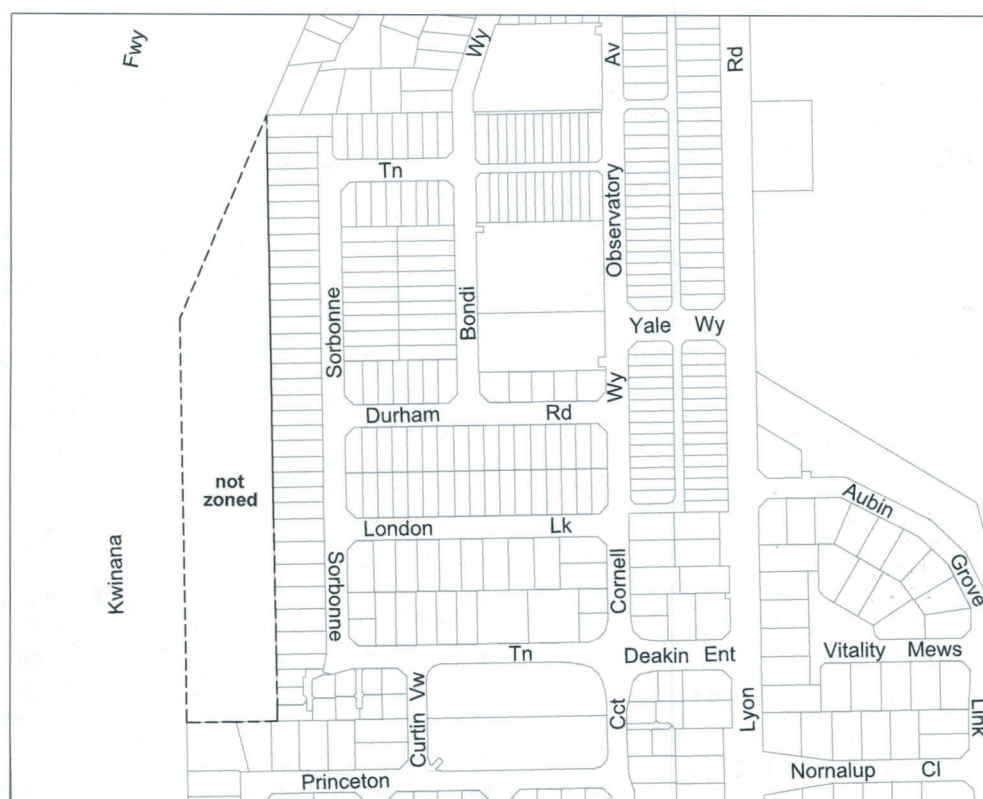 Fwy
Wy
Av
Rd
Tn
Observatory
Sorbonne
Bondi
Yale Wy
Wy
Durham Rd
not
zoned
Aubin
London Lk
Kwinana
Sorbonne
Cornell
Grove
Tn
Deakin Ent
Vitality Mews
Curtin Vw
Cct
Lyon
Link
Princeton
Nornalup Cl